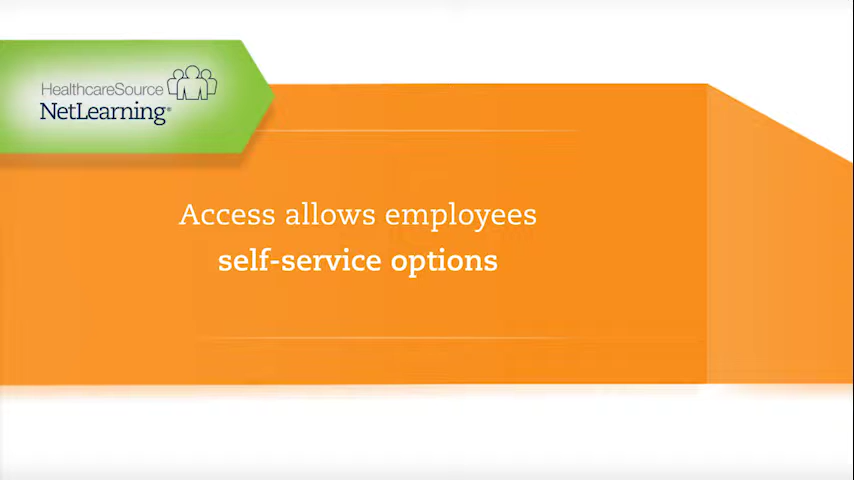 HealthcareSource
NetLearning®
Access allows employees
self-service options